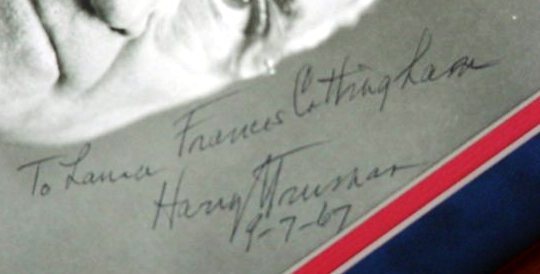 To Laura Frances Cottingham
Harry Truman
9-7-67